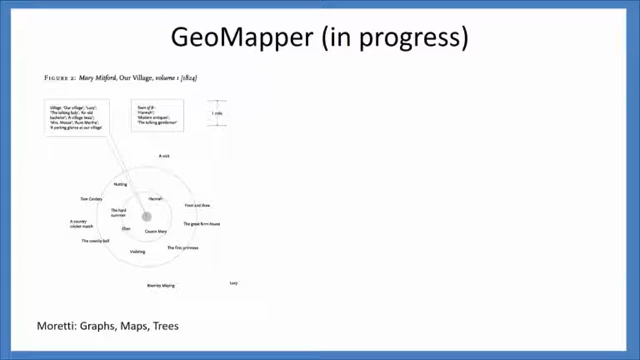 GeoMapper (in progress)
FIGURE 2: Mary Mitford, Our Village, volume 1 [1824]
Village: 'Our village'; 'Lucy';
'The talking lady'; 'An old
bachelor'; 'A village beau';
'Mrs. Mosse'; 'Aunt Martha';
'A parting glance at our village'
Town of B-:
'Hannah';
'Modern antiques';
'The talking gentleman'
1 mile
A visit
Nutting
Tom Cordery
Hannah
The hard
summer
Frost and thaw
A country
cricket match
Ellen
Cousin Mary
The great farm-house
The cowslip ball
Violeting
The first primrose
Bramley Maying
Lucy
Moretti: Graphs, Maps, Trees